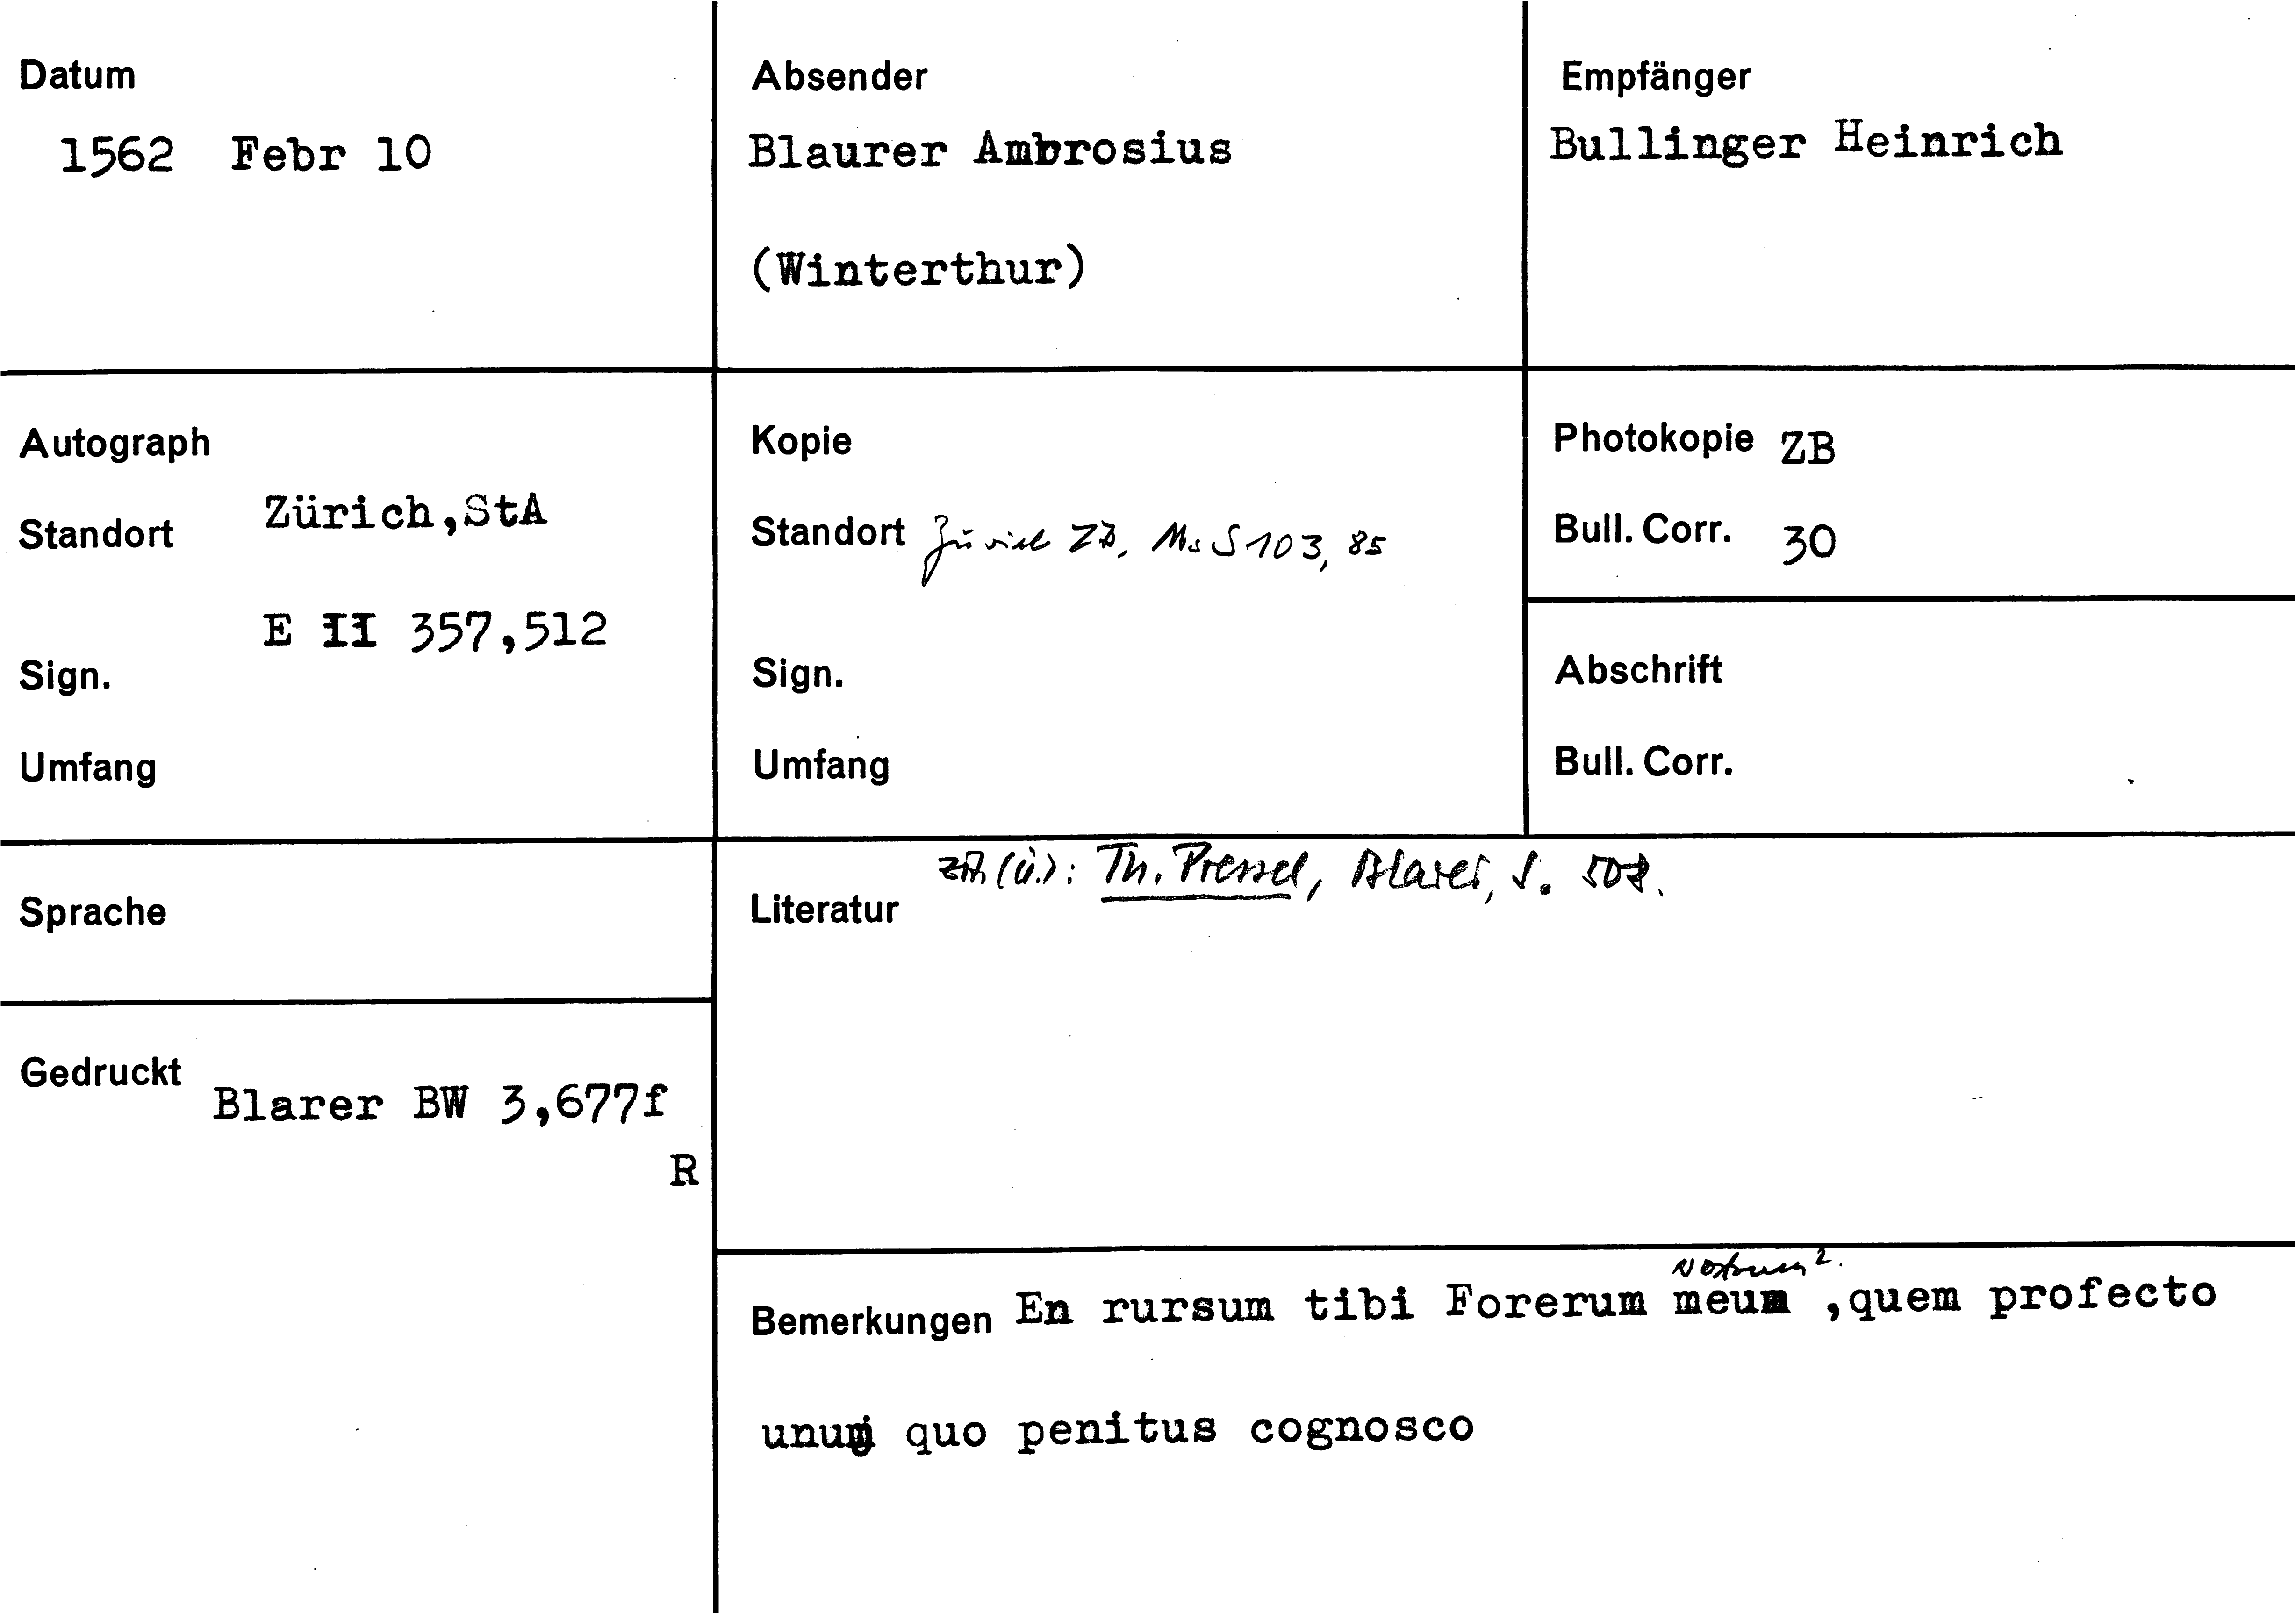 Datum
1562 Febr 10
Absender
Blaurer Ambrosius
(Winterthur)
Empfänger
Bullinger Heinrich
Autograph
Standort Zürich,StA
E II 357,512
Sign.
Umfang
Kopie
Standort Zürich ZB, Ms S 103, 85
Sign.
Umfang
Photokopie ZB
Bull. Corr. 30
Abschrift
Bull. Corr.
Sprache
Gedruckt
Blarer BW 3,677f
R
zit. (ü.): Th. Pressel, Blarer, S. 508.
Literatur
nostrum?
Bemerkungen En rursum tibi Forerum meum ,quem profecto
quo penitus cognosco